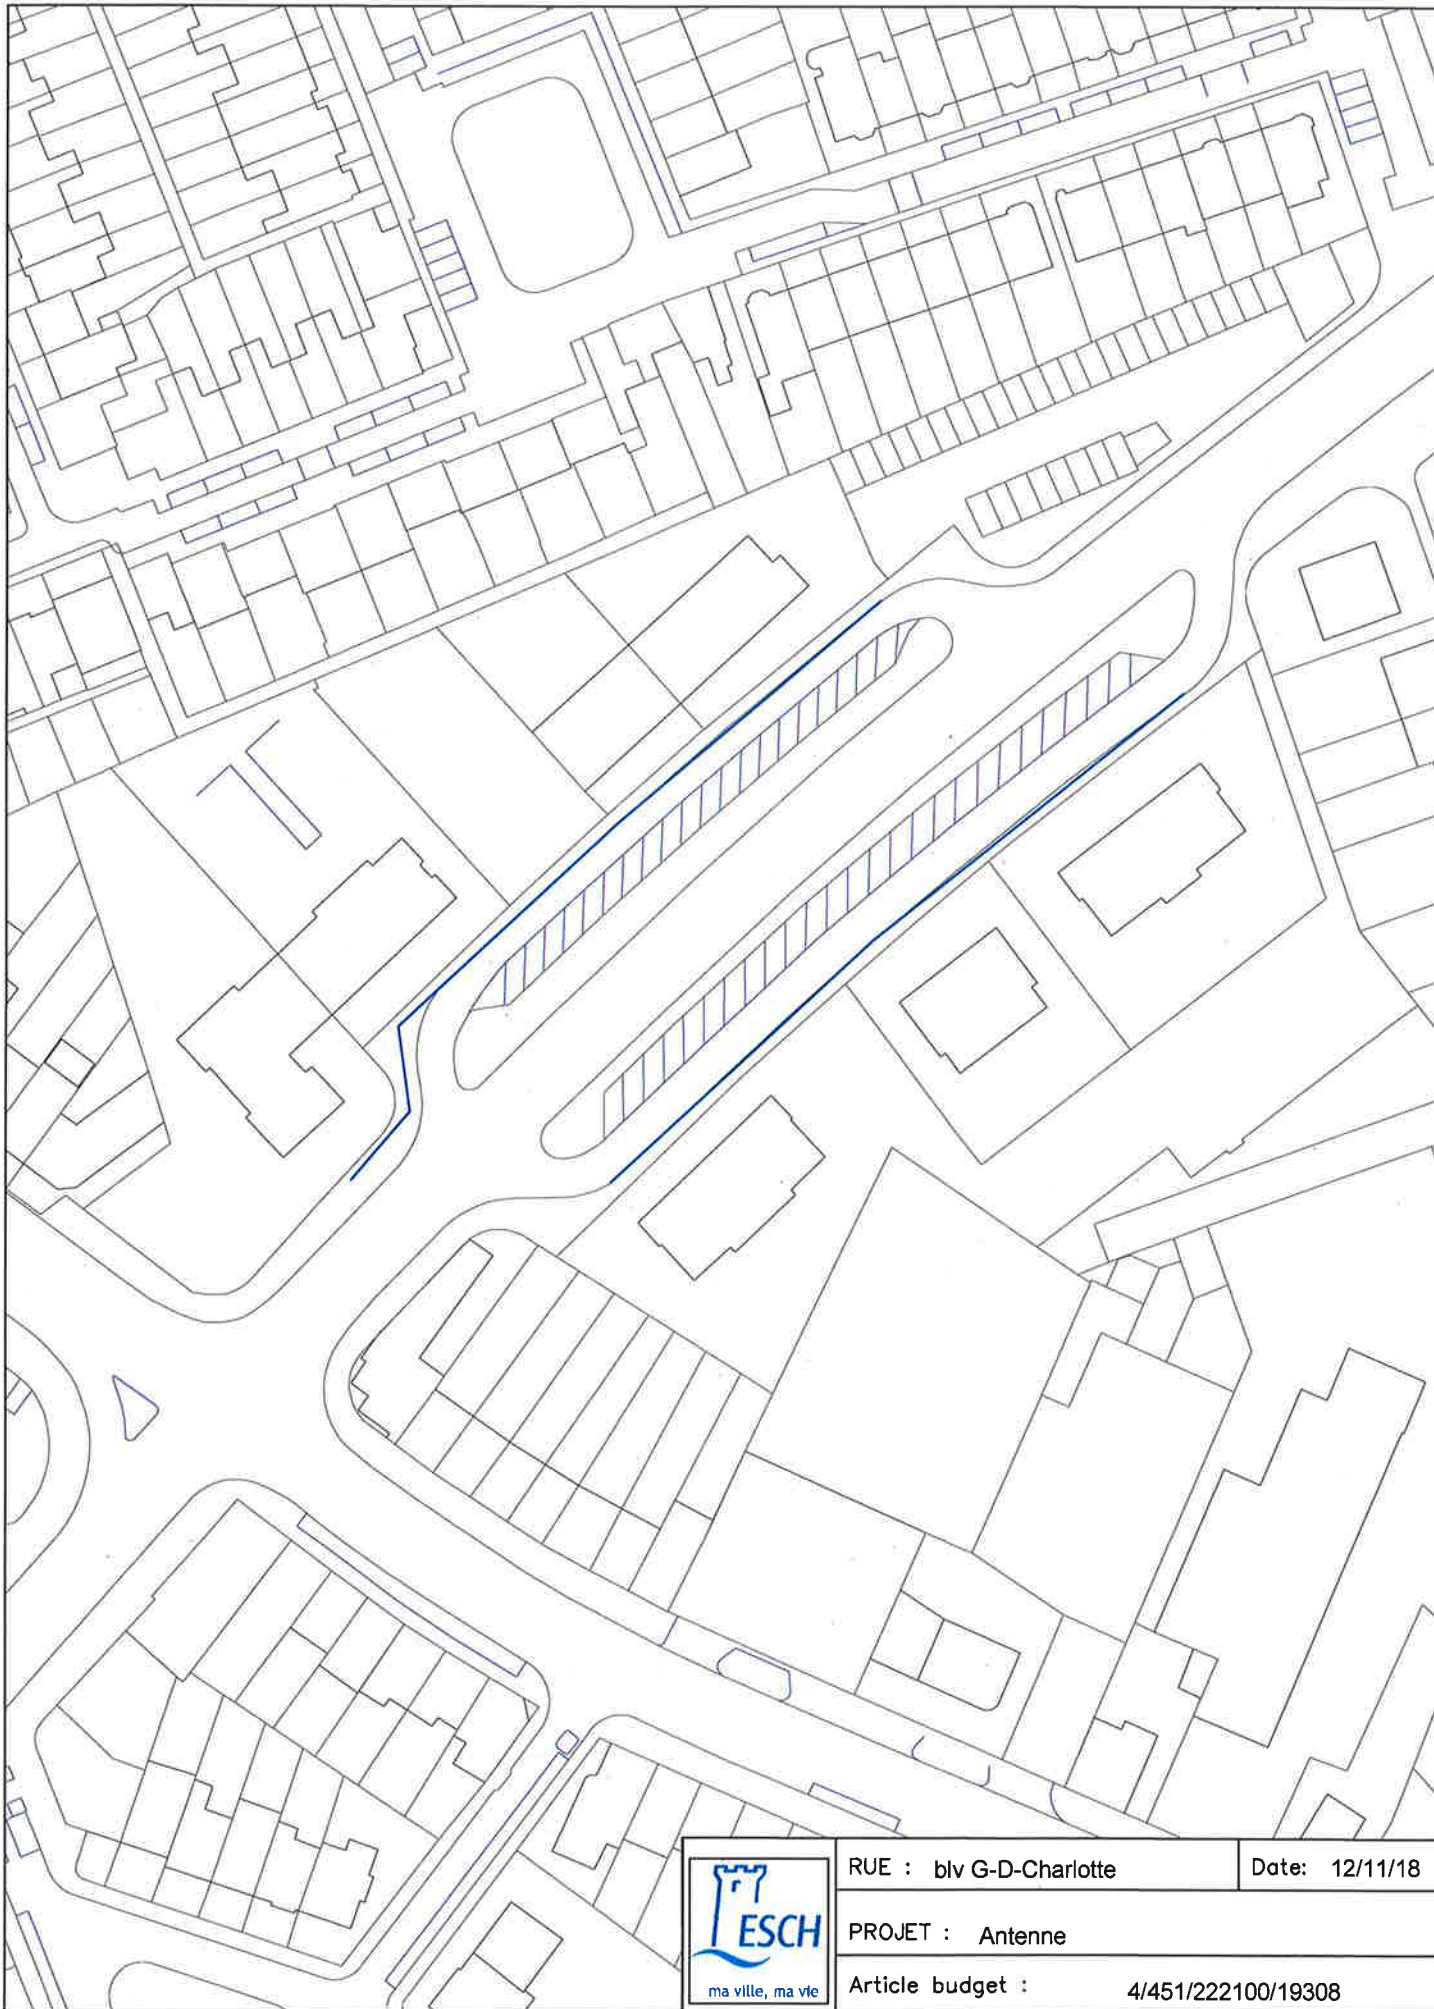 RUE : blv G-D-Charlotte
Date: 12/11/18
PROJET : Antenne
Article budget : 4/451/222100/19308
ESCH
ma ville, ma vie